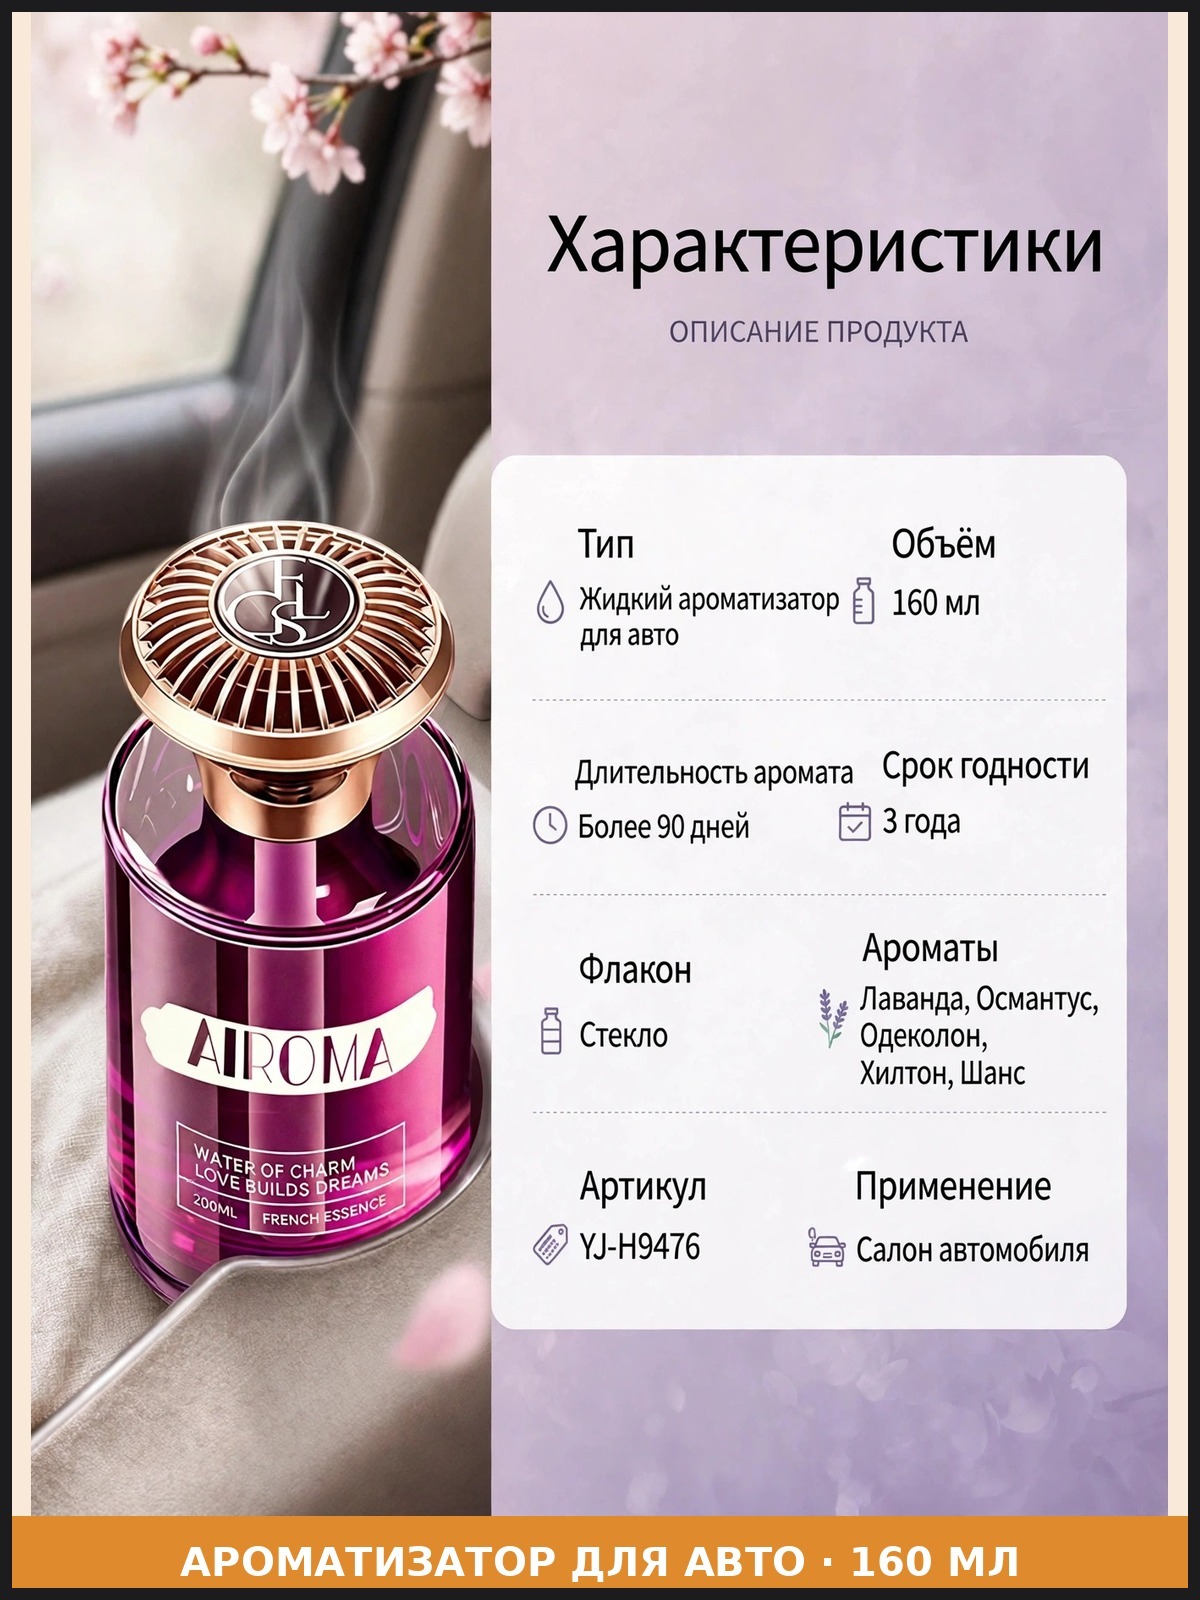 Характеристики
ОПИСАНИЕ ПРОДУКТА
Тип
Жидкий ароматизатор
для авто
Объём
160 мл
Длительность аромата
Более 90 дней
Срок годности
3 года
Флакон
Стекло
Ароматы
Лаванда, Османтус,
Одеколон,
Хилтон, Шанс
Артикул
YJ-H9476
Применение
Салон автомобиля
AIROMA
WATER OF CHARM
LOVE BUILDS DREAMS
200ML
FRENCH ESSENCE
АРОМАТИЗАТОР ДЛЯ АВТО · 160 МЛ